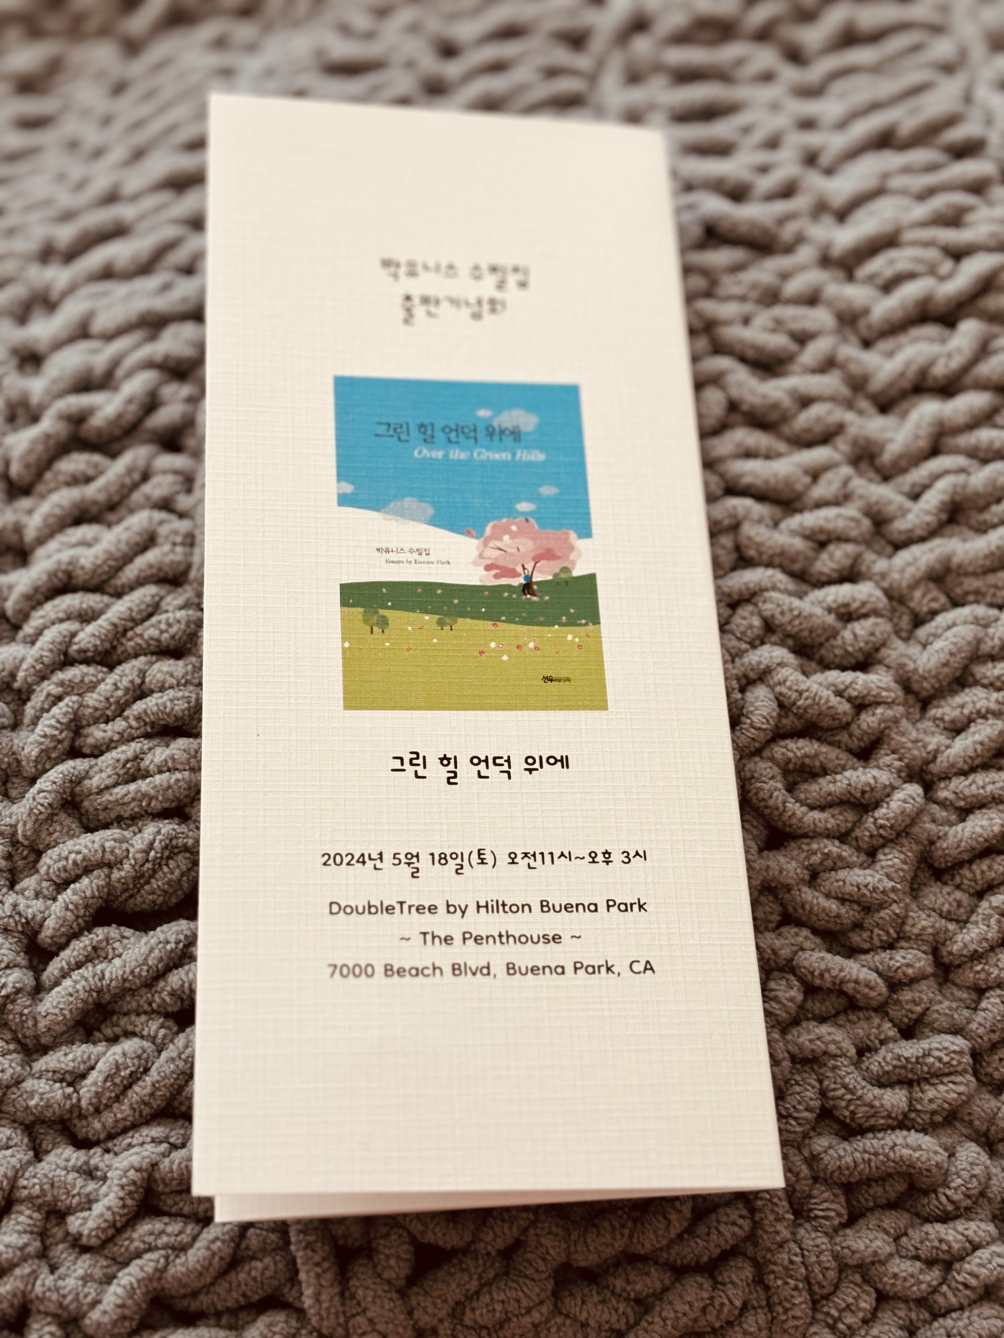 박유니스 수필집
출판기념회
그린 힐 언덕 위에
Over the Green Hills
박유니스 수필집
Essays by Eunice Park
선우
그린 힐 언덕 위에
2024년 5월 18일(토) 오전11시~오후 3시
DoubleTree by Hilton Buena Park
~ The Penthouse ~
7000 Beach Blvd, Buena Park, CA